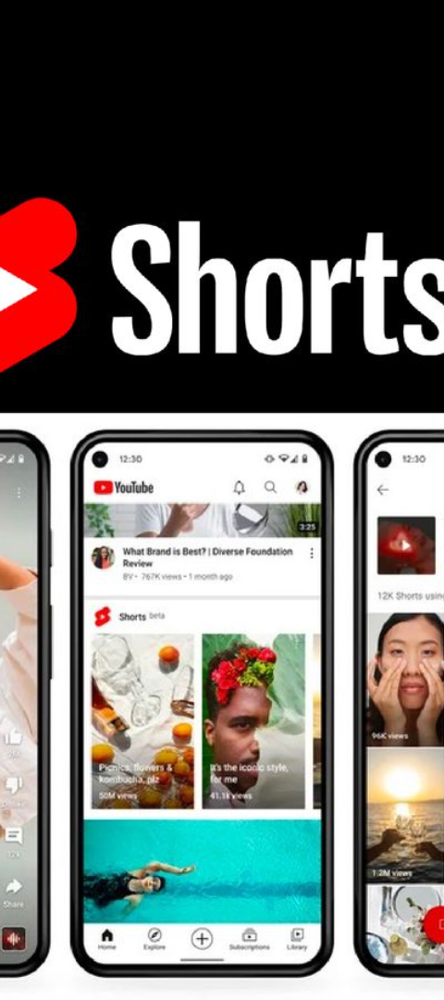 Shorts
12:30
YouTube
3:25
What Brand is Best? | Diverse Foundation
Review
BV • 767K views • 1 month ago
Shorts beta
Picnics, flowers &
kombucha, plz
50M views
It's the iconic style,
for me
41.1k views
Home
Explore
Subscriptions
Library
12K
Share
12:30
12K Shorts using
96K views
1.2M views